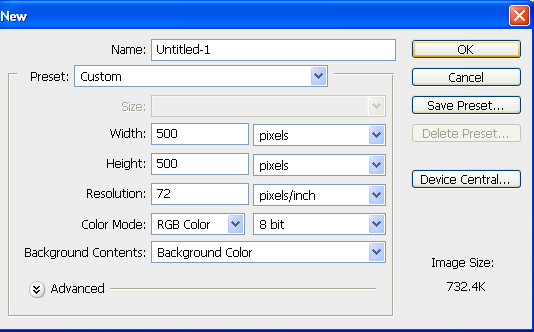 New
Name: Untitled-1
OK
Preset: Custom
Cancel
Size:
Save Preset...
Width: 500 pixels
Delete Preset...
Height: 500 pixels
Resolution: 72 pixels/inch
Device Central...
Color Mode: RGB Color 8 bit
Background Contents: Background Color
Image Size:
732.4K
Advanced